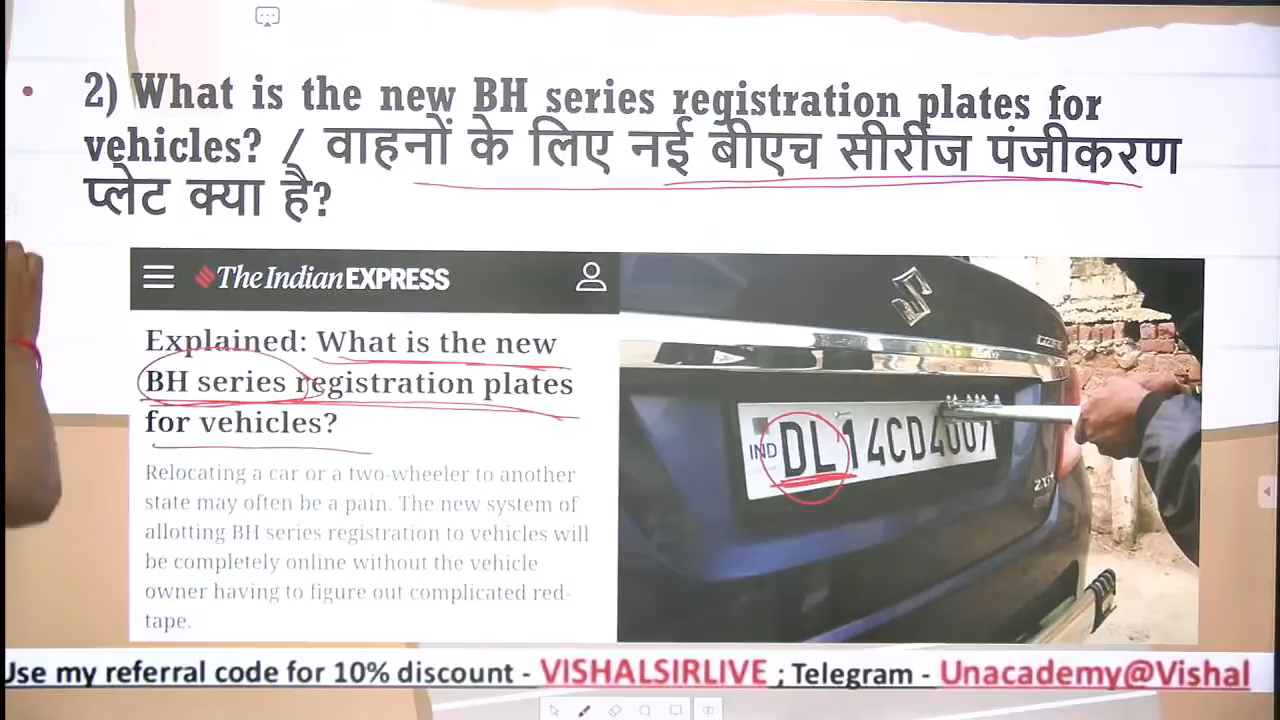 2) What is the new BH series registration plates for
vehicles? / वाहनों के लिए नई बीएच सीरीज पंजीकरण
प्लेट क्या है?
The Indian EXPRESS
Explained: What is the new
BH series registration plates
for vehicles?
Relocating a car or a two-wheeler to another
state may often be a pain. The new system of
allotting BH series registration to vehicles will
be completely online without the vehicle
owner having to figure out complicated red-
tape.
IND DL14CD4007
ZXI
Use my referral code for 10% discount - VISHALSIRLIVE ; Telegram - Unacademy@Vishal